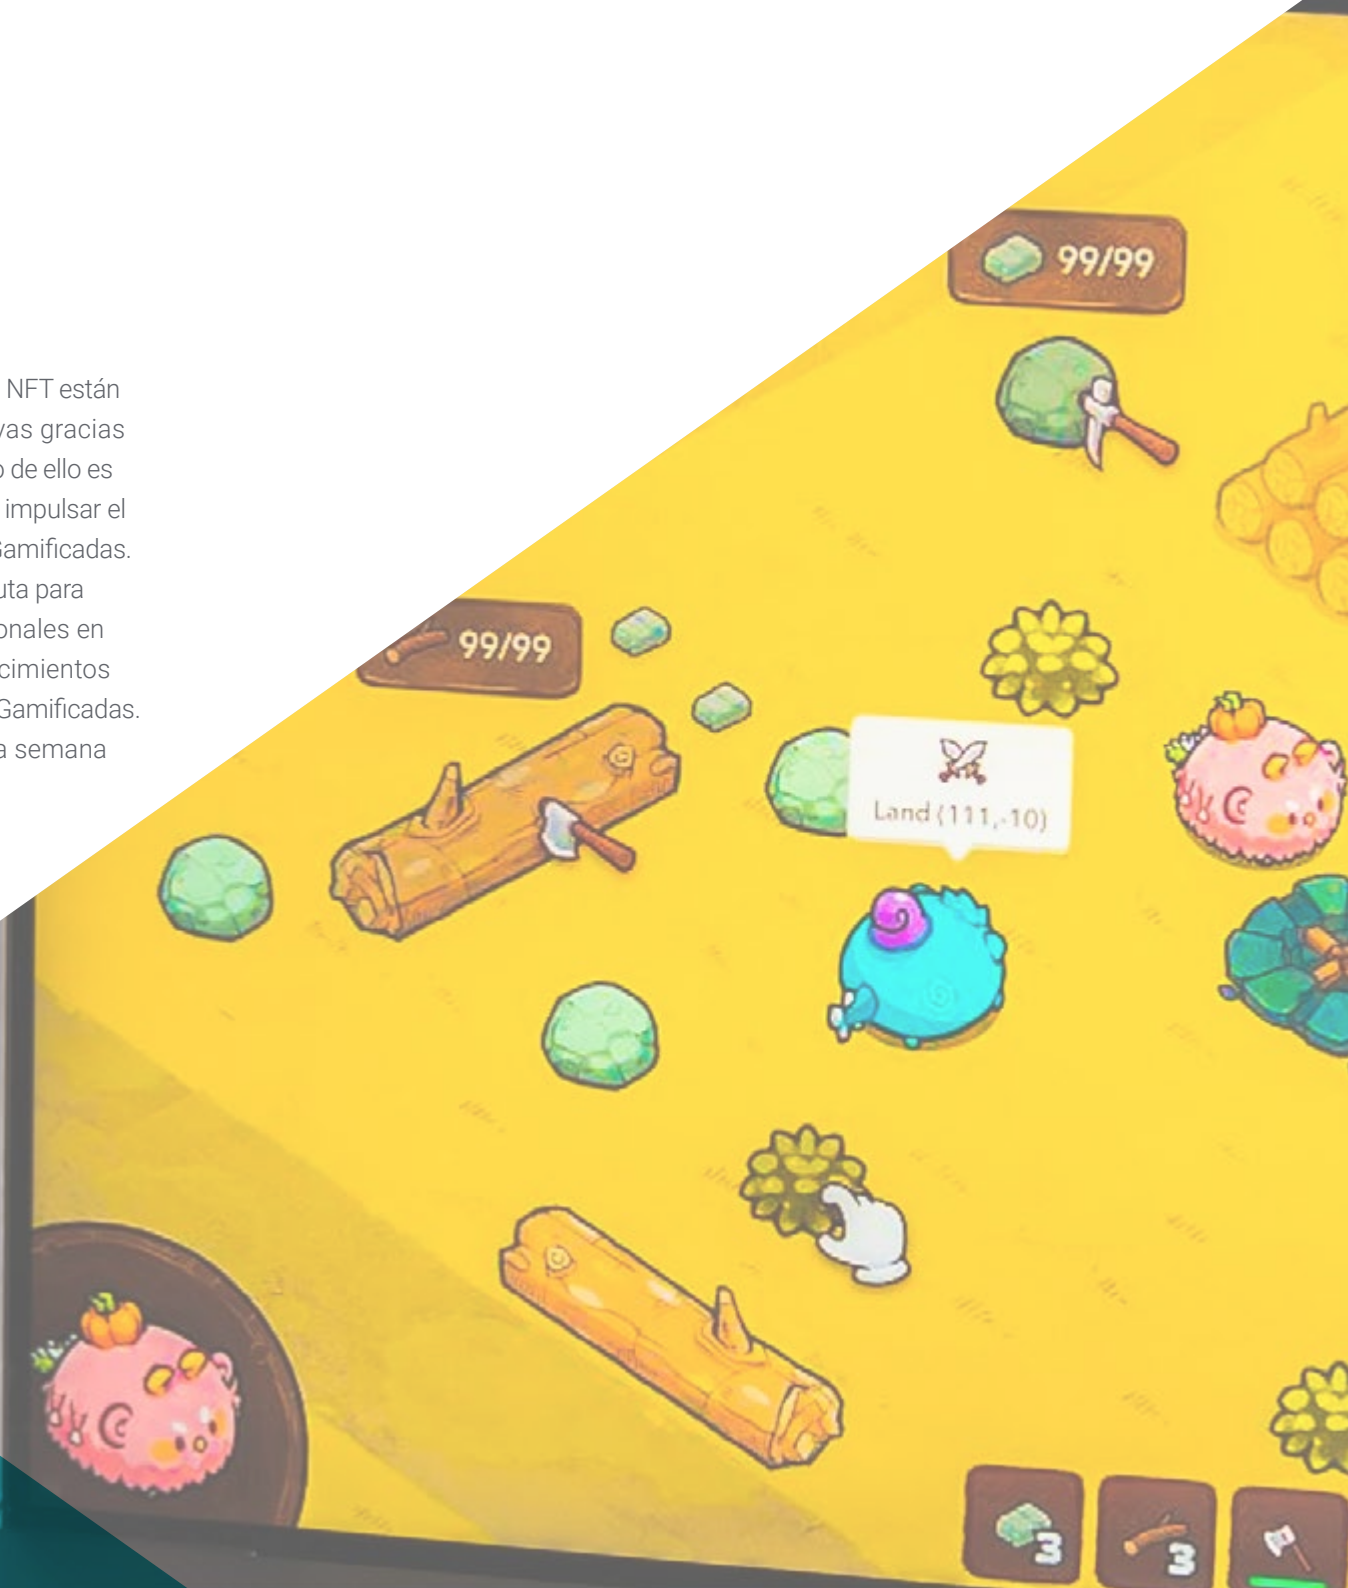 NFT están
vas gracias
o de ello es
impulsar el
Gamificadas.
uta para
onales en
cimientos
Gamificadas.
a semana
99/99
99/99
Land (111,-10)
3
3